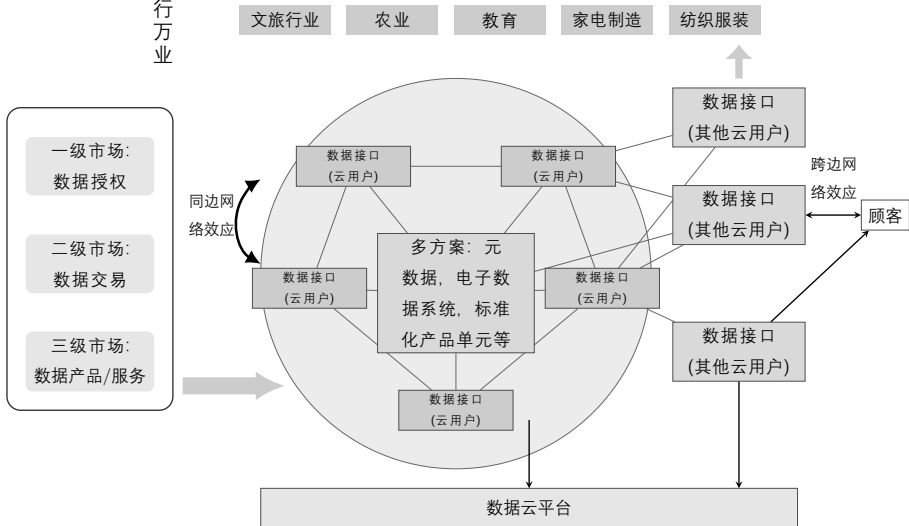 行万业
文旅行业
农业
教育
家电制造
纺织服装
一级市场:
数据授权
二级市场:
数据交易
三级市场:
数据产品/服务
同边网
络效应
数据接口
(云用户)
数据接口
(云用户)
数据接口
(云用户)
多方案：元
数据，电子数
据系统，标准
化产品单元等
数据接口
(云用户)
数据接口
(云用户)
数据接口
(其他云用户)
数据接口
(其他云用户)
数据接口
(其他云用户)
跨边网
络效应
顾客
数据云平台